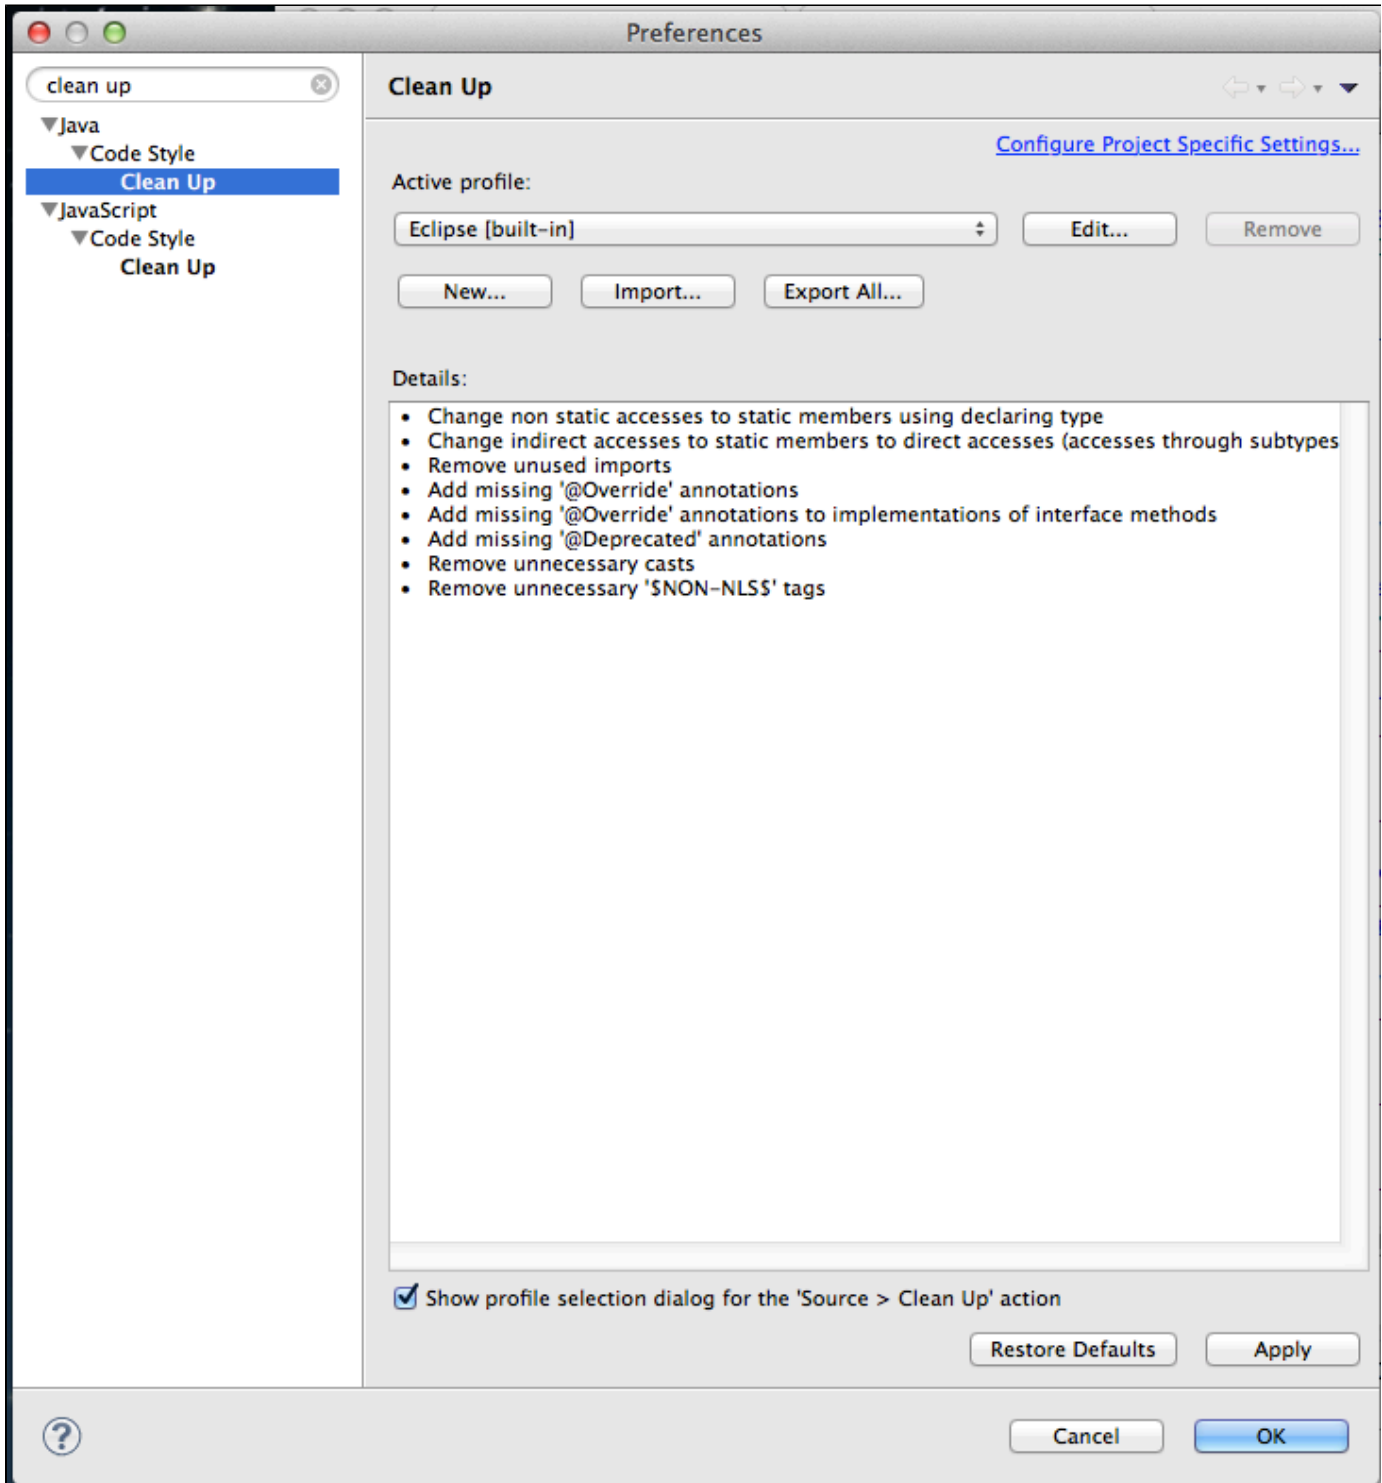 Preferences
clean up
Java
Code Style
Clean Up
JavaScript
Code Style
Clean Up
Clean Up
Configure Project Specific Settings...
Active profile:
Eclipse [built-in]
Edit...
Remove
New...
Import...
Export All...
Details:
• Change non static accesses to static members using declaring type
• Change indirect accesses to static members to direct accesses (accesses through subtypes
• Remove unused imports
• Add missing '@Override' annotations
• Add missing '@Override' annotations to implementations of interface methods
• Add missing '@Deprecated' annotations
• Remove unnecessary casts
• Remove unnecessary '$NON-NLS$' tags
Show profile selection dialog for the 'Source > Clean Up' action
Restore Defaults
Apply
?
Cancel
OK